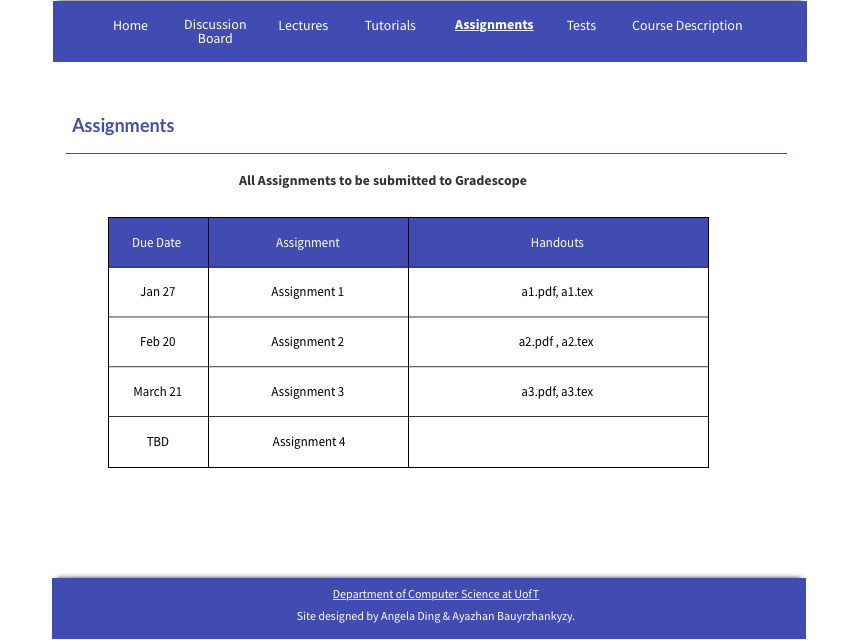 Home Discussion Board Lectures Tutorials Assignments Tests Course Description
Assignments
All Assignments to be submitted to Gradescope
Due Date Assignment Handouts
Jan 27 Assignment 1 a1.pdf, a1.tex
Feb 20 Assignment 2 a2.pdf , a2.tex
March 21 Assignment 3 a3.pdf, a3.tex
TBD Assignment 4
Department of Computer Science at UofT
Site designed by Angela Ding & Ayazhan Bauyrzhankyzy.